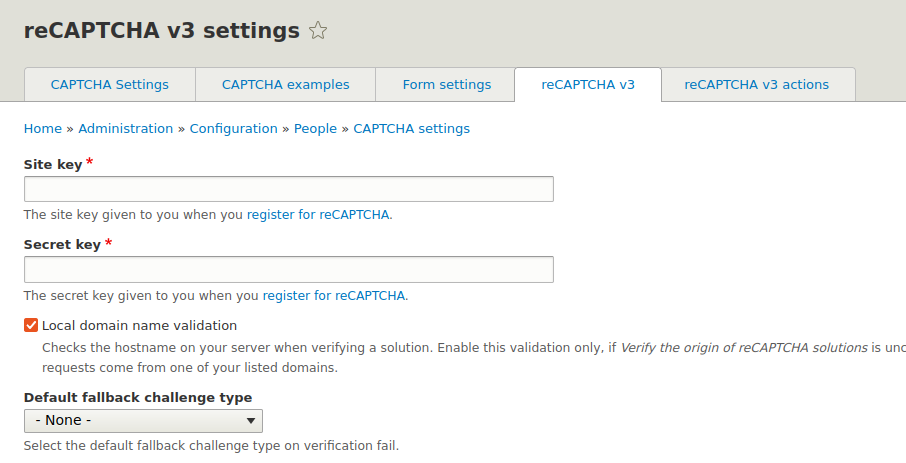 reCAPTCHA v3 settings
CAPTCHA Settings
CAPTCHA examples
Form settings
reCAPTCHA v3
reCAPTCHA v3 actions
Home » Administration » Configuration » People » CAPTCHA settings
Site key *
The site key given to you when you register for reCAPTCHA.
Secret key *
The secret key given to you when you register for reCAPTCHA.
Local domain name validation
Checks the hostname on your server when verifying a solution. Enable this validation only, if Verify the origin of reCAPTCHA solutions is
requests come from one of your listed domains.
Default fallback challenge type
- None -
Select the default fallback challenge type on verification fail.